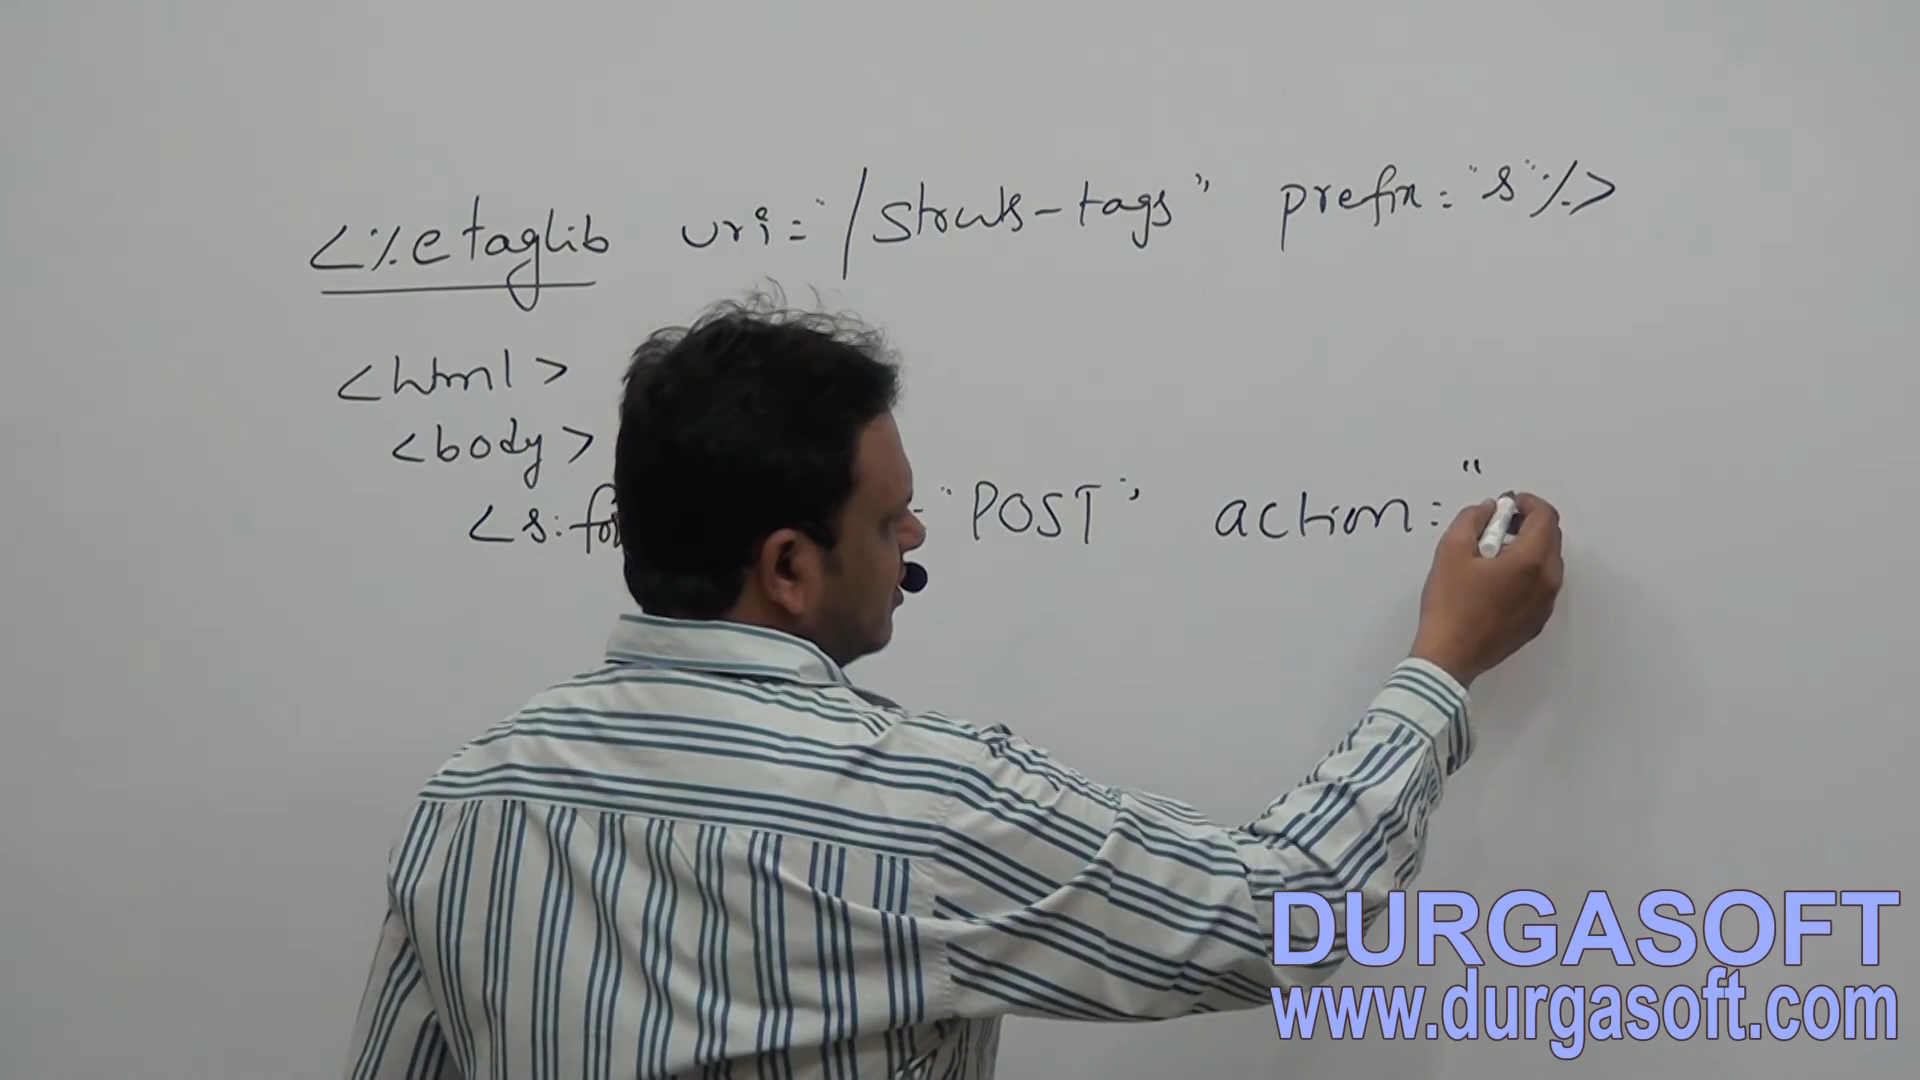 <%@ taglib uri="/struts-tags" prefix="s"%>
<html>
<body>
<s:fo "POST" action="
DURGASOFT
www.durgasoft.com